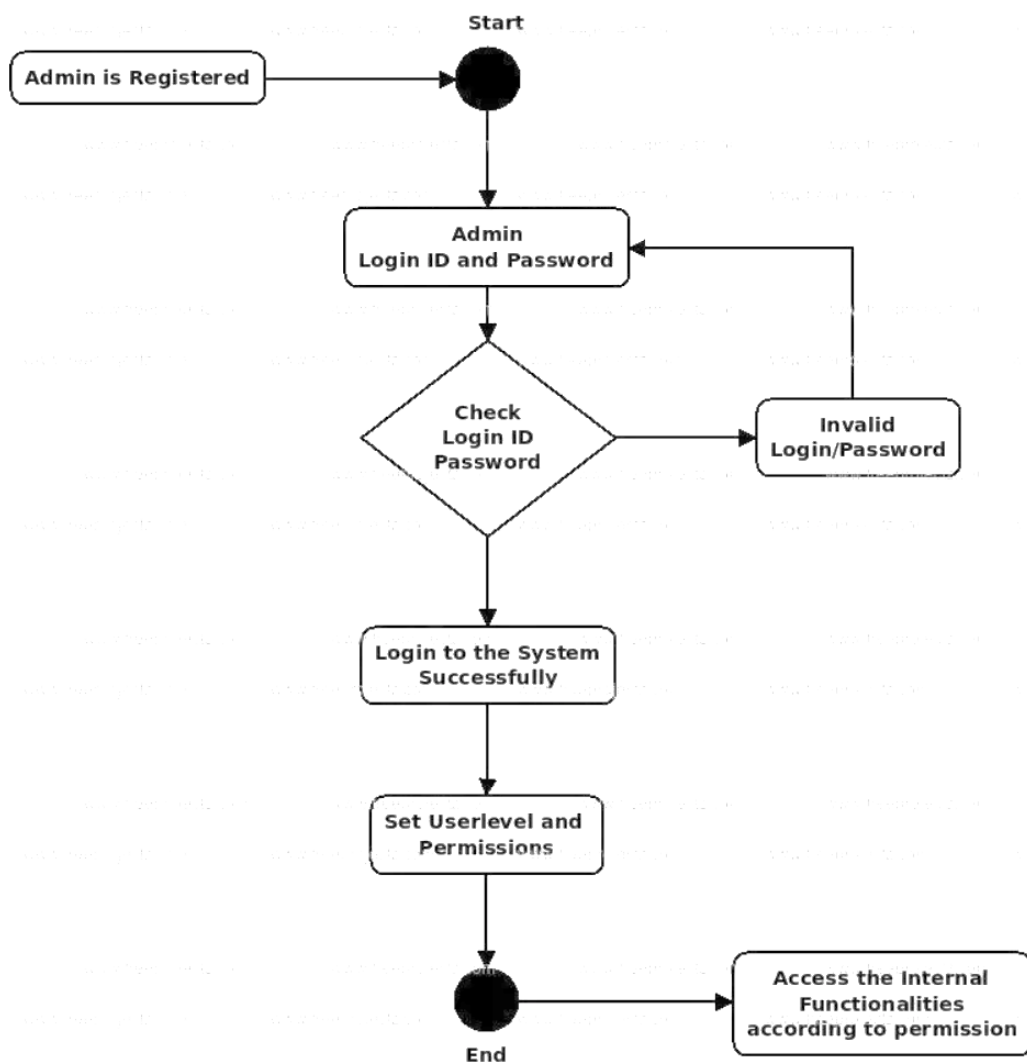 Start
Admin is Registered
Admin
Login ID and Password
Check
Login ID
Password
Invalid
Login/Password
Login to the System
Successfully
Set Userlevel and
Permissions
Access the Internal
Functionalities
according to permission
End